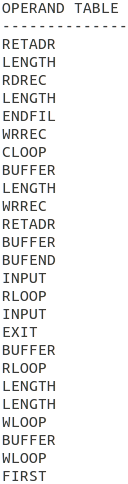 OPERAND TABLE
--------------
RETADR
LENGTH
RDREC
LENGTH
ENDFIL
WRREC
CLOOP
BUFFER
LENGTH
WRREC
RETADR
BUFFER
BUFEND
INPUT
RLOOP
INPUT
EXIT
BUFFER
RLOOP
LENGTH
LENGTH
WLOOP
BUFFER
WLOOP
FIRST